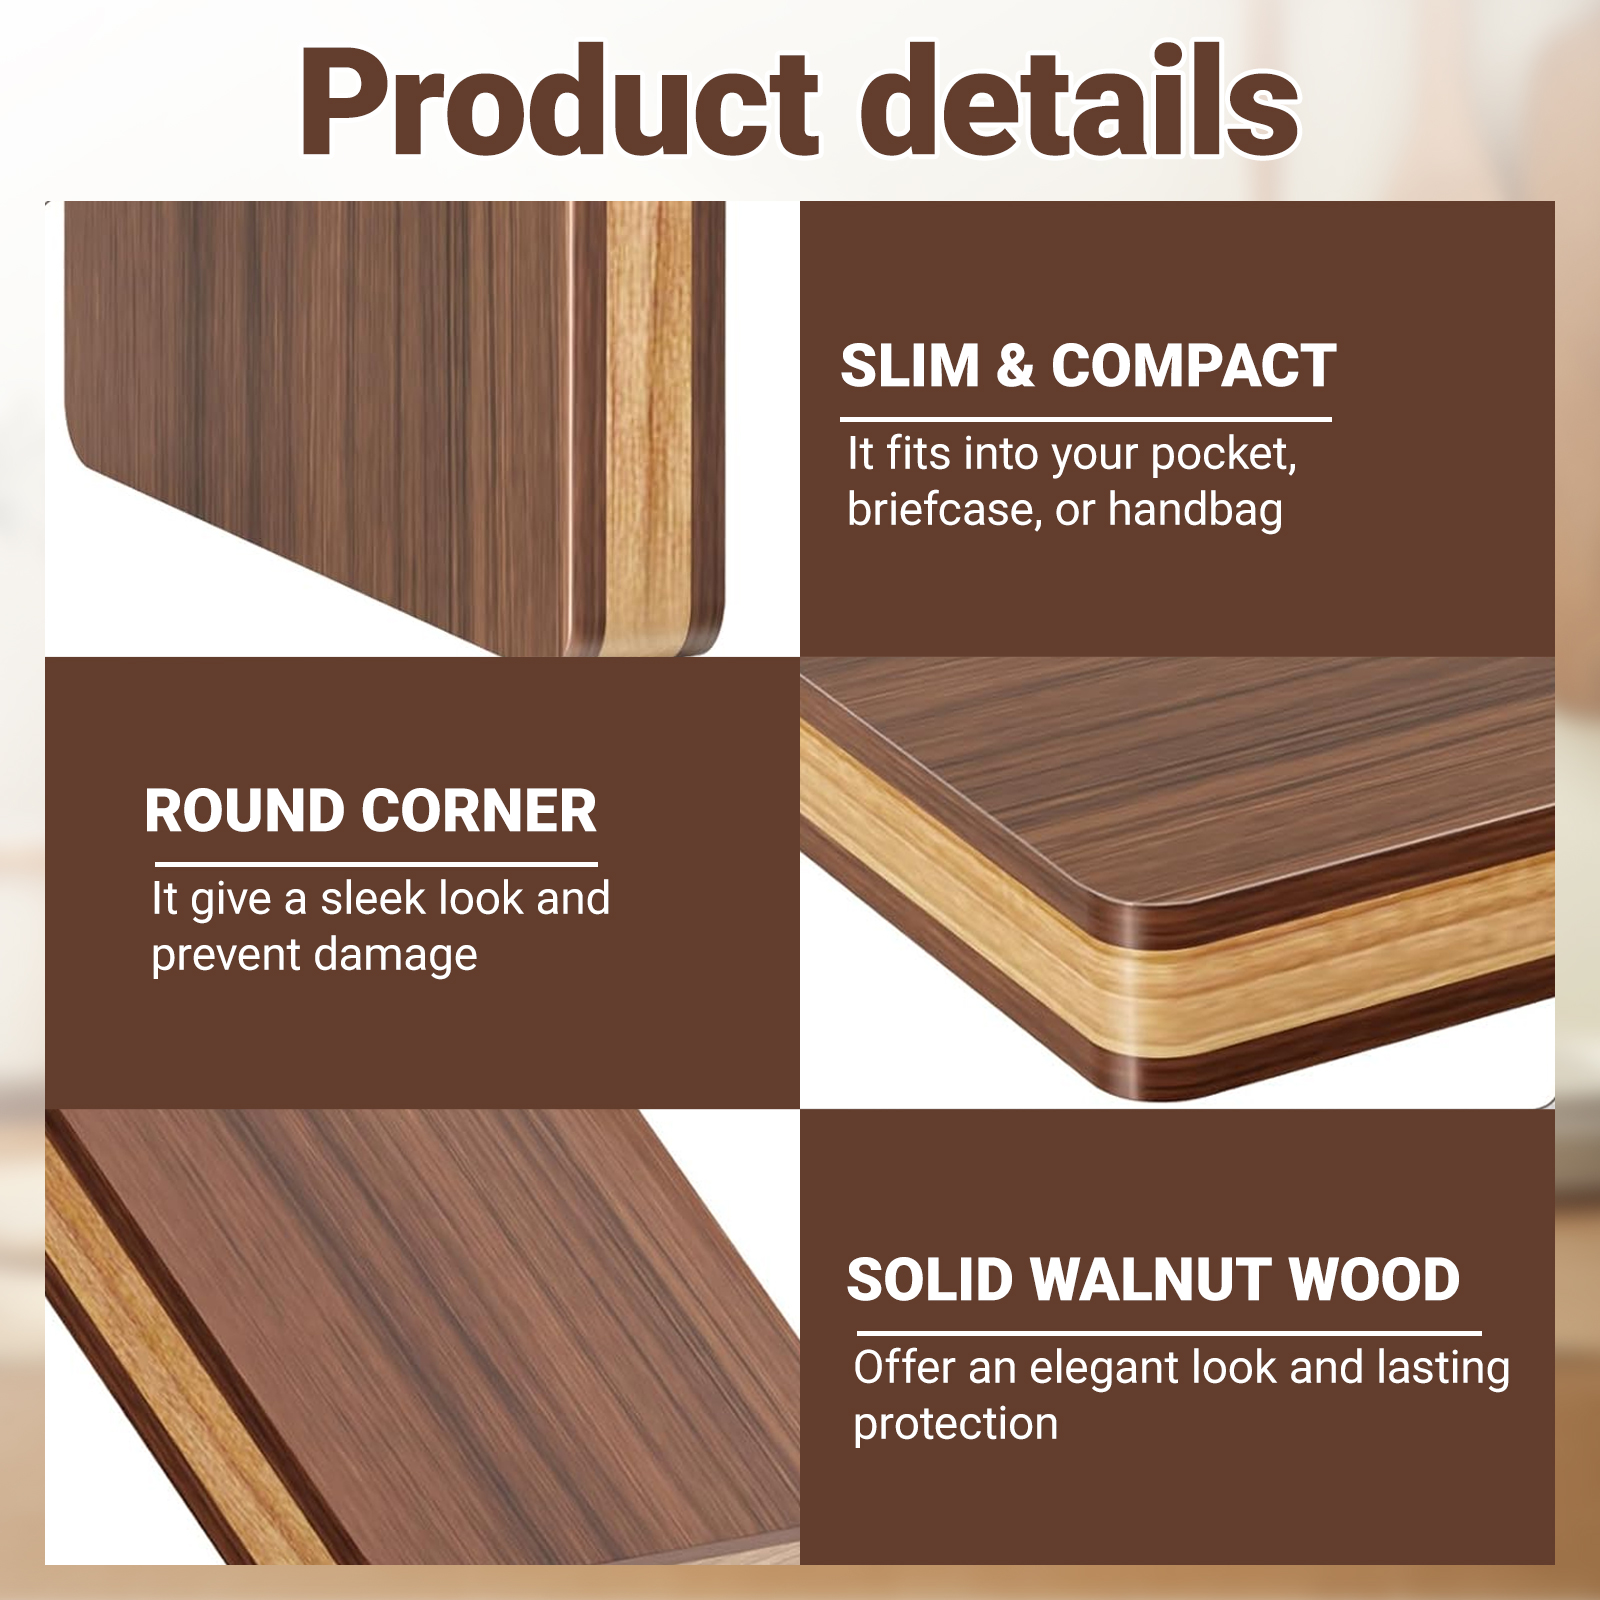 Product details
SLIM & COMPACT
It fits into your pocket,
briefcase, or handbag
ROUND CORNER
It give a sleek look and
prevent damage
SOLID WALNUT WOOD
Offer an elegant look and lasting
protection